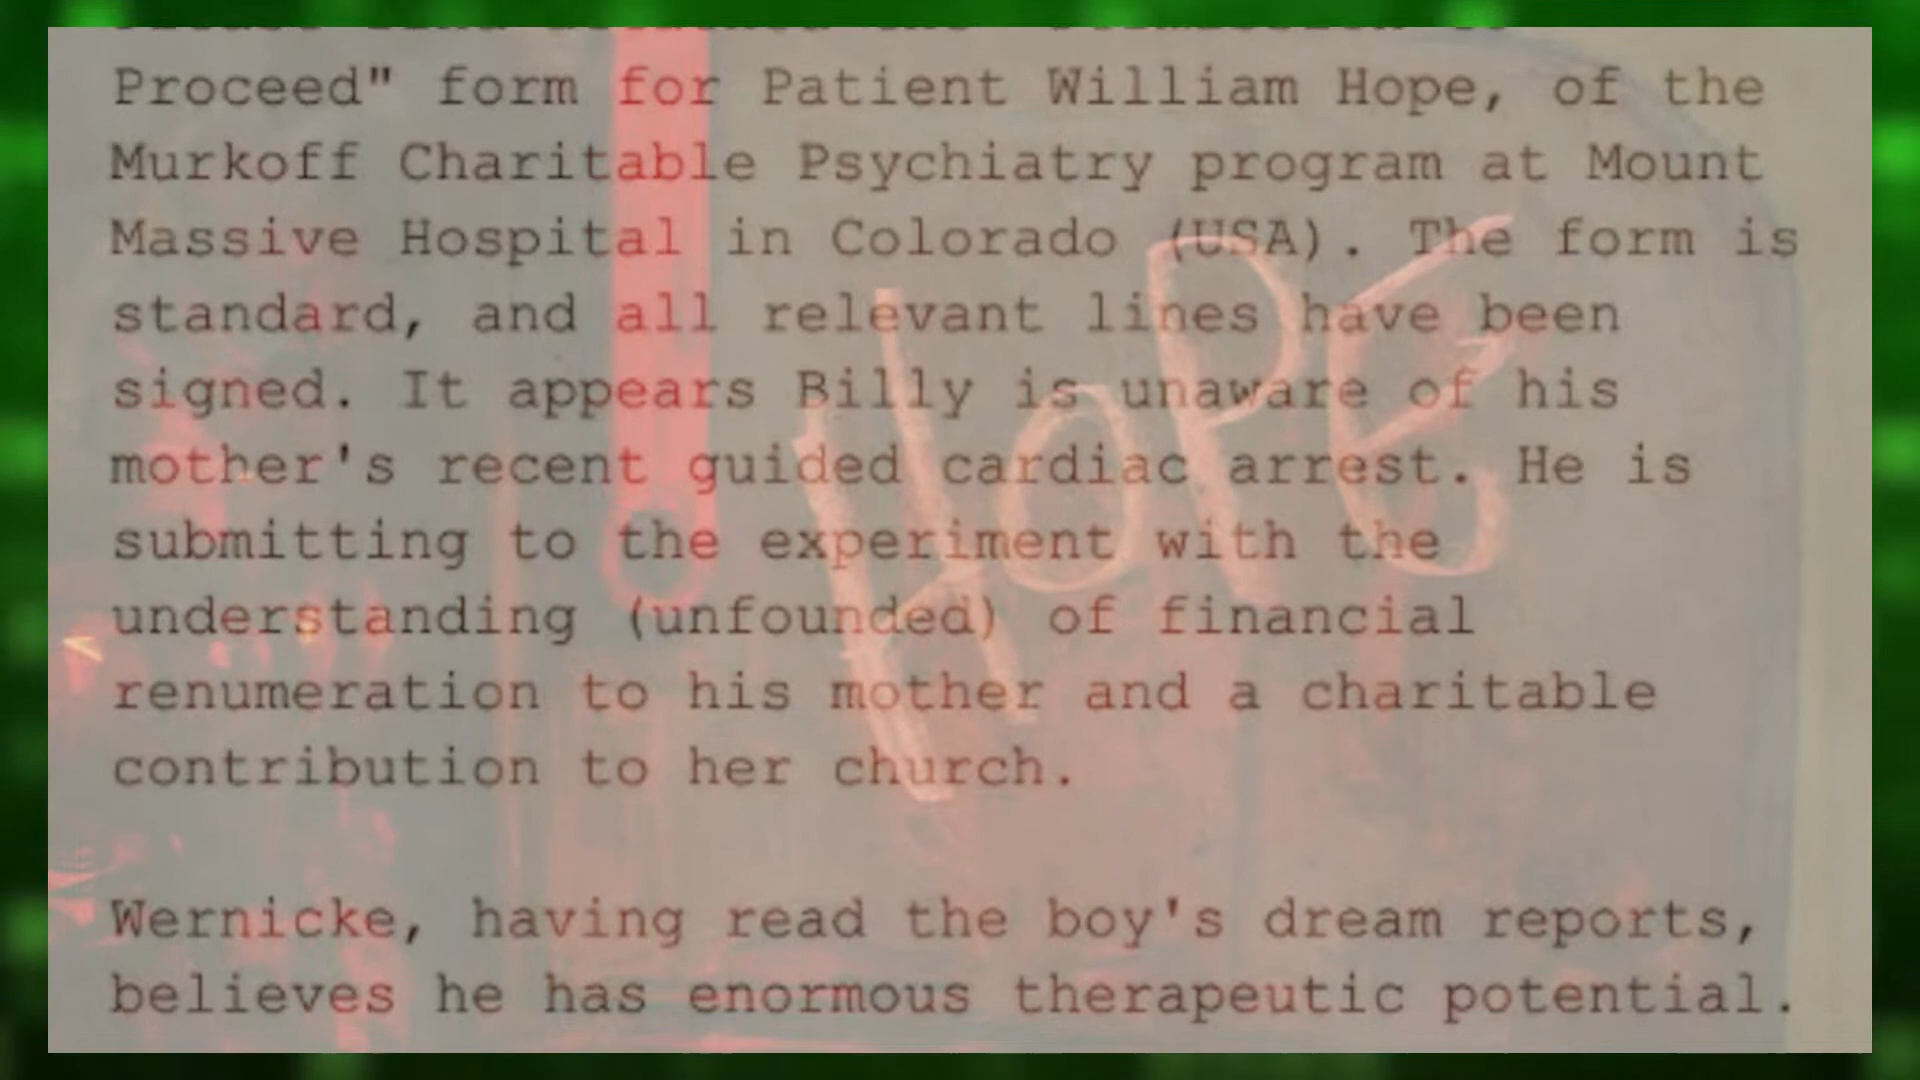 Proceed" form for Patient William Hope, of the
Murkoff Charitable Psychiatry program at Mount
Massive Hospital in Colorado (USA). The form is
standard, and all relevant lines have been
signed. It appears Billy is unaware of his
mother's recent guided cardiac arrest. He is
submitting to the experiment with the
understanding (unfounded) of financial
renumeration to his mother and a charitable
contribution to her church.
Wernicke, having read the boy's dream reports,
believes he has enormous therapeutic potential.
HOPE